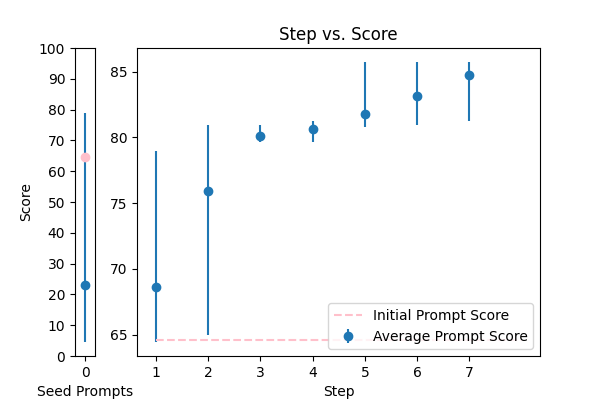 Step vs. Score
Score
100
90
80
70
60
50
40
30
20
10
0
0
Seed Prompts
85
80
75
70
65
1 2 3 4 5 6 7
Step
Initial Prompt Score
Average Prompt Score